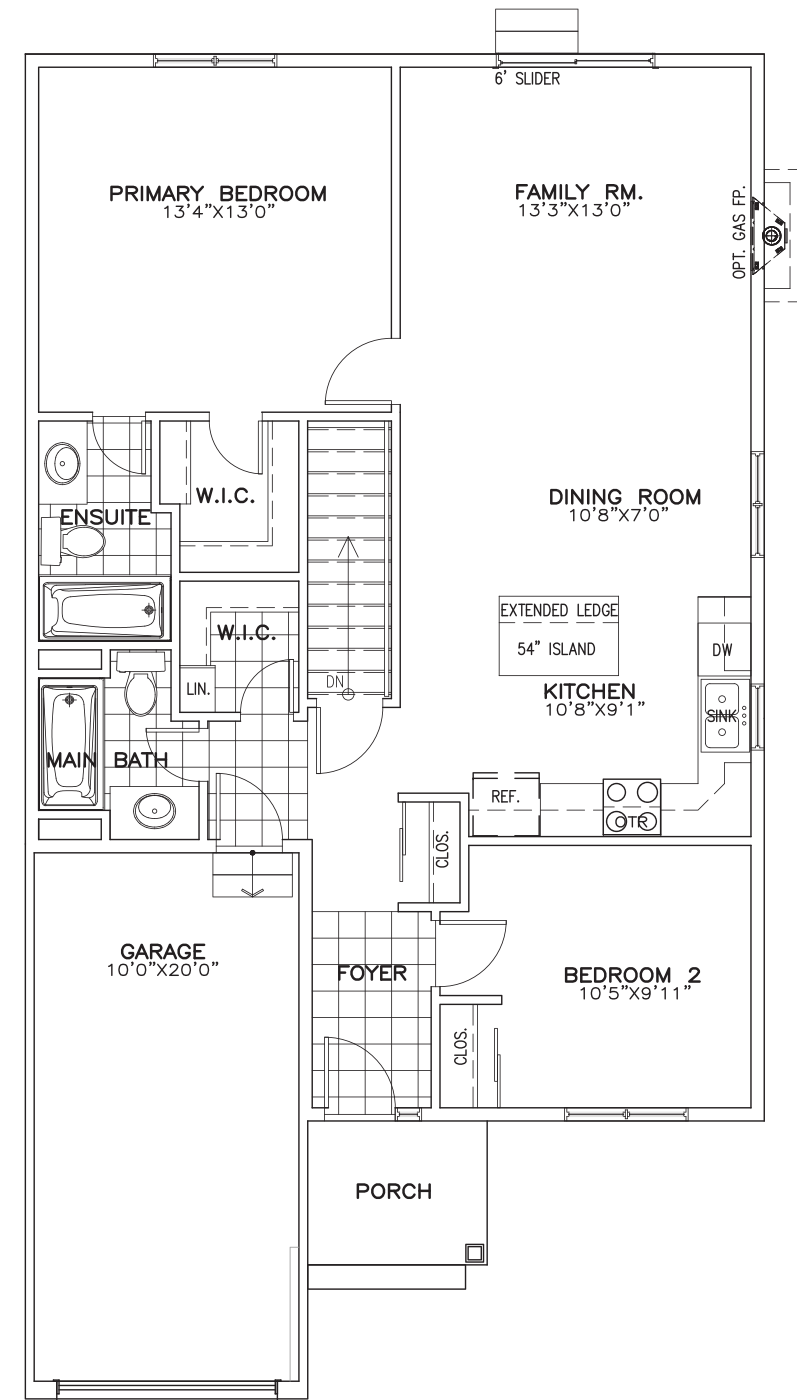 6' SLIDER
PRIMARY BEDROOM
13'4"X13'0"
FAMILY RM.
13'3"X13'0"
OPT. GAS FP.
W.I.C.
ENSUITE
DINING ROOM
10'8"X7'0"
EXTENDED LEDGE
54" ISLAND
DW
W.I.C.
LIN.
DN
KITCHEN
10'8"X9'1"
SINK
MAIN BATH
REF.
OTR
CLOS.
GARAGE
10'0"X20'0"
FOYER
BEDROOM 2
10'5"X9'11"
CLOS.
PORCH